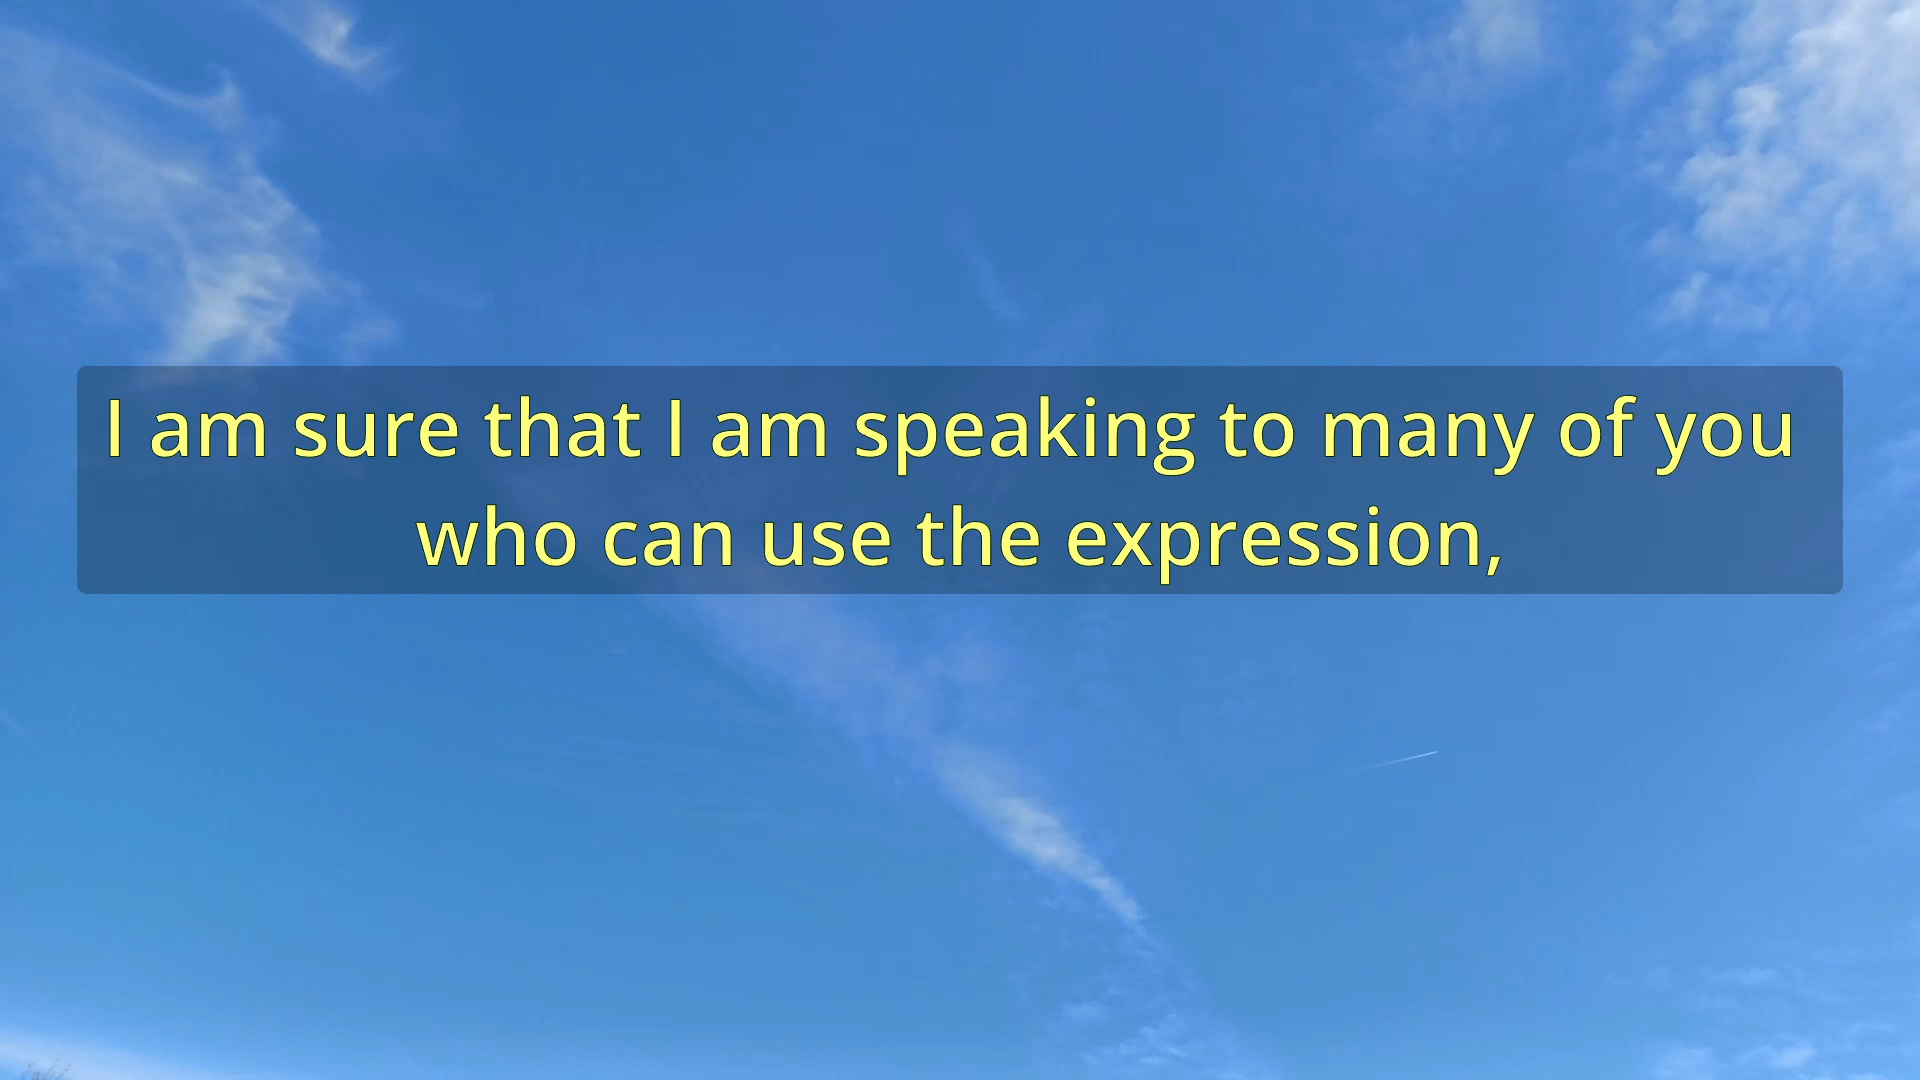 I am sure that I am speaking to many of you
who can use the expression,